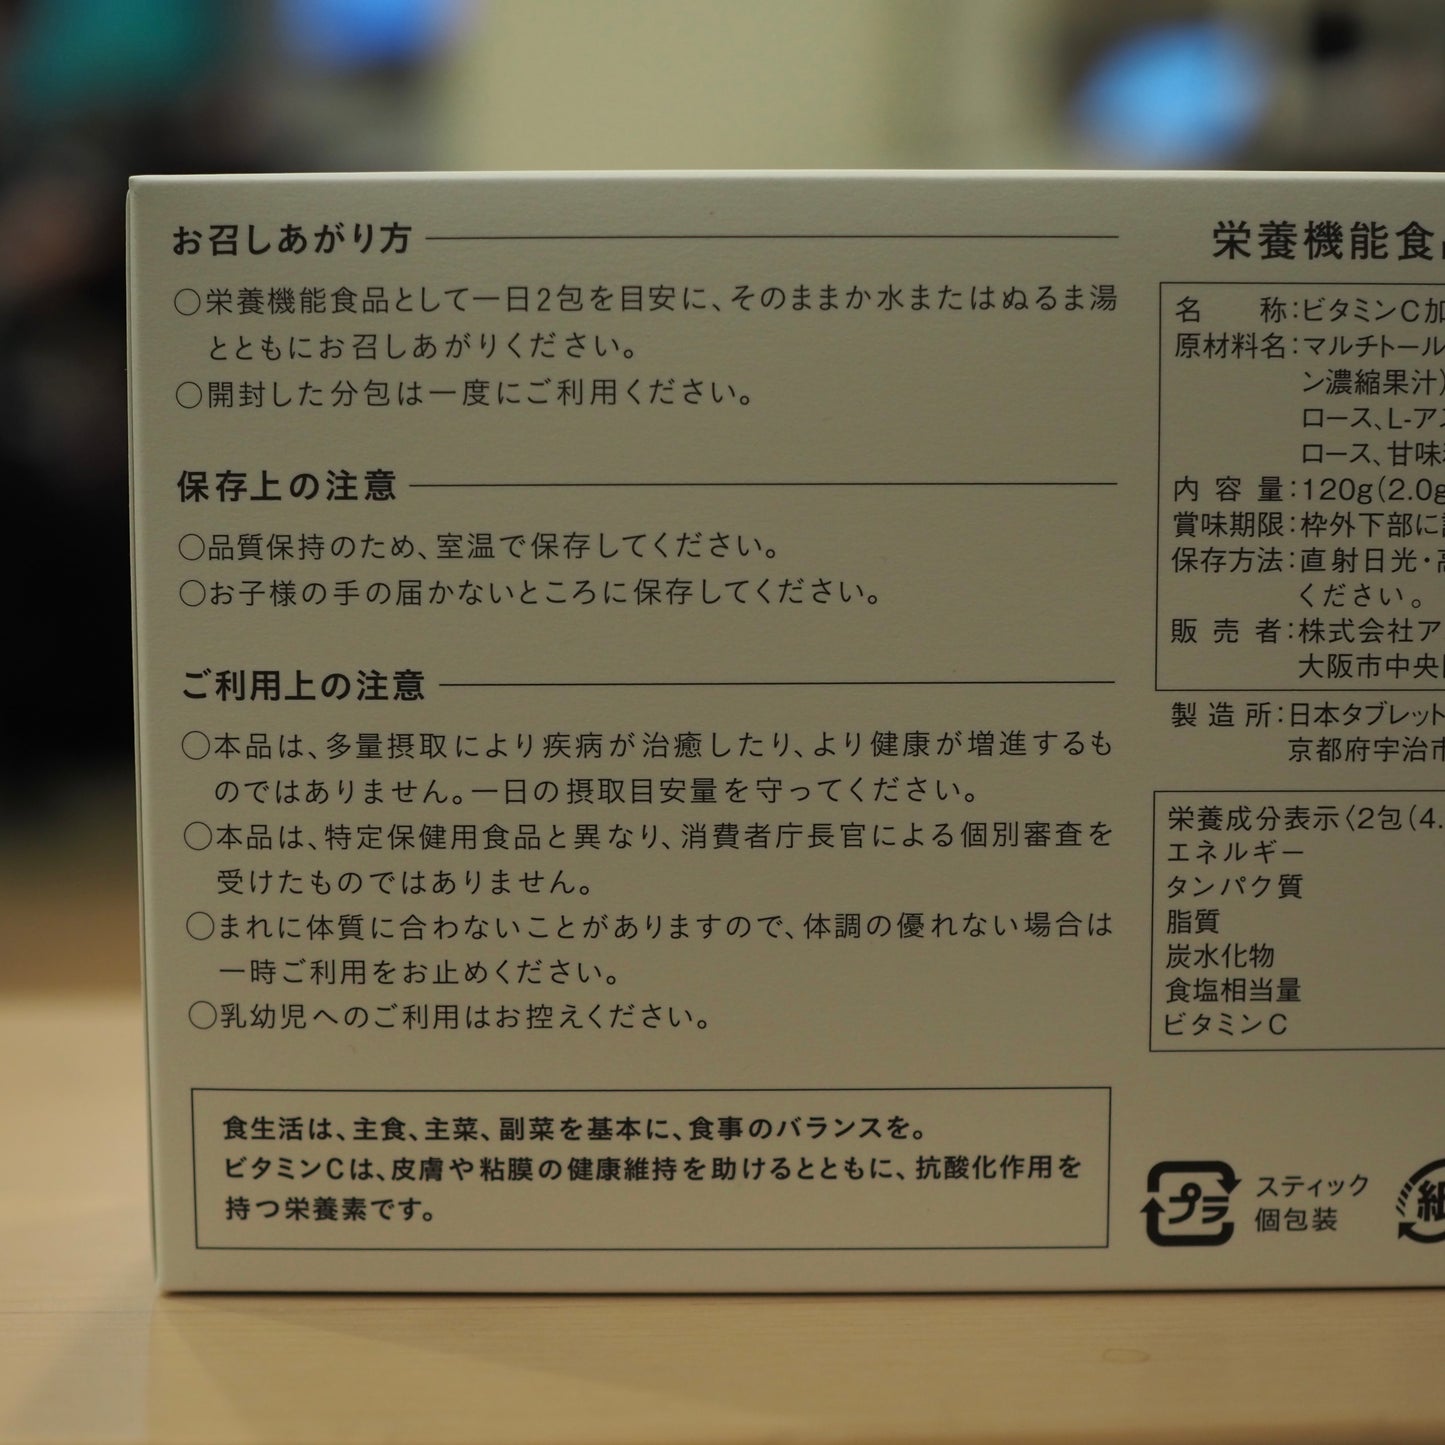 お召しあがり方
○栄養機能食品として一日2包を目安に、そのままか水またはぬるま湯
とともにお召しあがりください。
○開封した分包は一度にご利用ください。
保存上の注意
○品質保持のため、室温で保存してください。
○お子様の手の届かないところに保存してください。
ご利用上の注意
○本品は、多量摂取により疾病が治癒したり、より健康が増進するも
のではありません。一日の摂取目安量を守ってください。
○本品は、特定保健用食品と異なり、消費者庁長官による個別審査を
受けたものではありません。
○まれに体質に合わないことがありますので、体調の優れない場合は
一時ご利用をお止めください。
○乳幼児へのご利用はお控えください。
食生活は、主食、主菜、副菜を基本に、食事のバランスを。
ビタミンCは、皮膚や粘膜の健康維持を助けるとともに、抗酸化作用を
持つ栄養素です。
栄養機能食
名 称:ビタミンC加
原材料名:マルチトール
ン濃縮果汁)
ロース、L-ア
ロース、甘味
内容量:120g(2.0g
賞味期限:枠外下部に
保存方法:直射日光・
ください。
販売者:株式会社ア
大阪市中央
製造所:日本タブレット
京都府宇治市
栄養成分表示〈2包(4.
エネルギー
タンパク質
脂質
炭水化物
食塩相当量
ビタミンC
プラ
スティック
個包装
紙